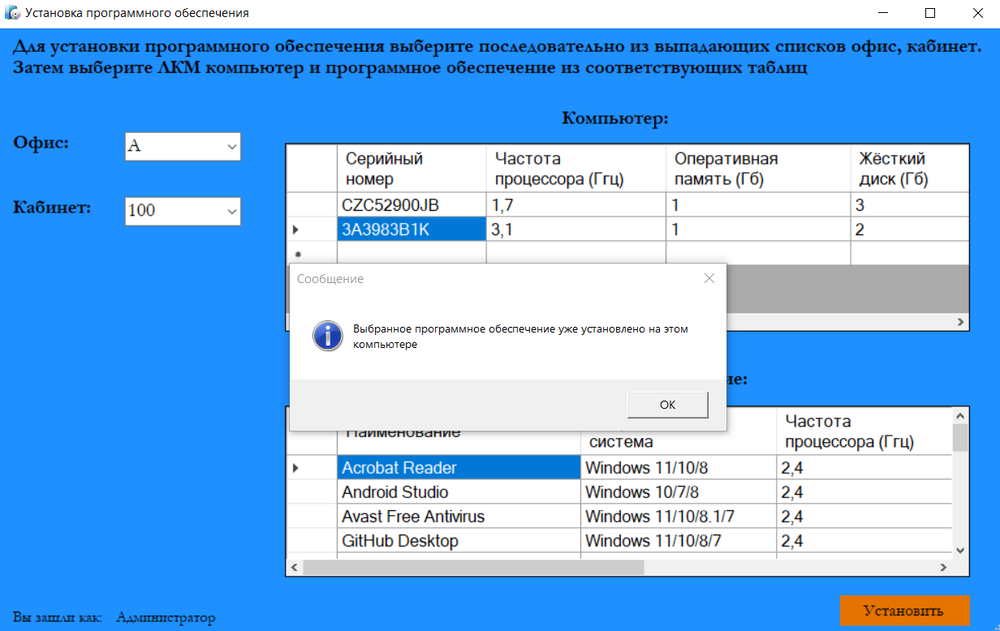 Установка программного обеспечения
Для установки программного обеспечения выберите последовательно из выпадающих списков офис, кабинет.
Затем выберите ЛКМ компьютер и программное обеспечение из соответствующих таблиц
Компьютер:
Офис:
А
Кабинет:
100
Серийный номер
Частота процессора (Ггц)
Оперативная память (Гб)
Жёсткий диск (Гб)
CZC52900JB 1,7 1 3
3A3983B1K 3,1 1 2
Сообщение
Выбранное программное обеспечение уже установлено на этом
компьютере
OK
ие:
Наименование
система
Частота процессора (Ггц)
Acrobat Reader Windows 11/10/8 2,4
Android Studio Windows 10/7/8 2,4
Avast Free Antivirus Windows 11/10/8.1/7 2,4
GitHub Desktop Windows 11/10/8/7 2,4
Вы зашли как: Администратор
Установить